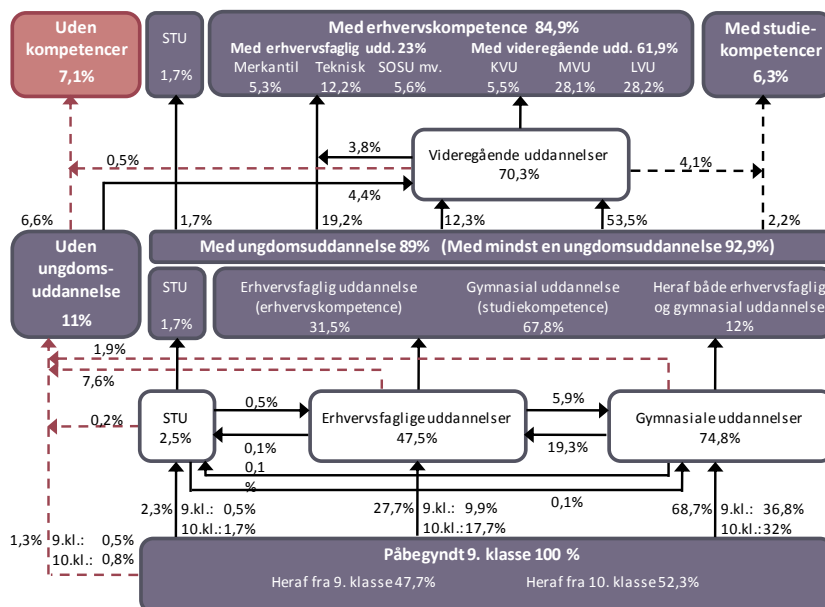 Uden
kompetencer
7,1%
STU
1,7%
Med erhvervskompetence 84,9%
Med erhvervsfaglig udd. 23%
Med videregående udd. 61,9%
Merkantil
Teknisk
SOSU mv.
KVU
MVU
LVU
5,3%
12,2%
5,6%
5,5%
28,1%
28,2%
Med studie-
kompetencer
6,3%
3,8%
0,5%
Videregående uddannelser
70,3%
4,1%
4,4%
6,6%
1,7%
19,2%
12,3%
53,5%
2,2%
Uden
ungdoms-
uddannelse
11%
Med ungdomsuddannelse 89% (Med mindst en ungdomsuddannelse 92,9%)
STU
1,7%
Erhvervsfaglig uddannelse
(erhvervskompetence)
31,5%
Gymnasial uddannelse
(studiekompetence)
67,8%
Heraf både erhvervsfaglig
og gymnasial uddannelse
12%
1,9%
7,6%
0,2%
STU
2,5%
0,5%
0,1%
Erhvervsfaglige uddannelser
47,5%
5,9%
19,3%
Gymnasiale uddannelser
74,8%
0,1
%
0,1%
2,3%
9.kl.: 0,5%
10.kl.: 1,7%
27,7%
9.kl.: 9,9%
10.kl.: 17,7%
68,7%
9.kl.: 36,8%
10.kl.: 32%
1,3%
9.kl.: 0,5%
10.kl.: 0,8%
Påbegyndt 9. klasse 100 %
Heraf fra 9. klasse 47,7%
Heraf fra 10. klasse 52,3%